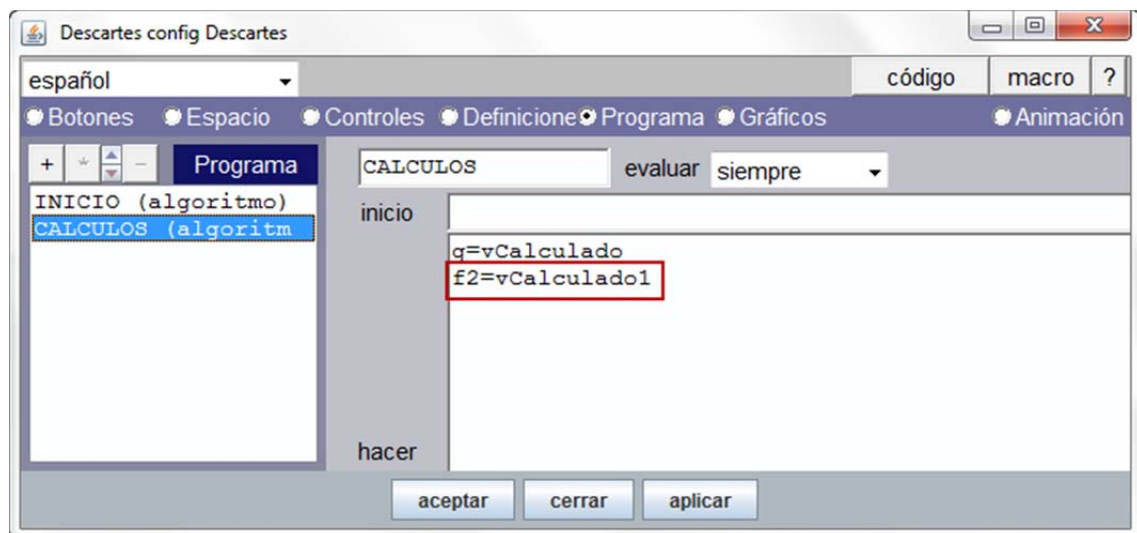 Descartes config Descartes
español código macro ?
Botones Espacio Controles Definicione Programa Gráficos Animación
+ * - Programa CALCULOS evaluar siempre
INICIO (algoritmo) inicio
CALCULOS (algoritm
q=vCalculado
f2=vCalculado1
hacer
aceptar cerrar aplicar